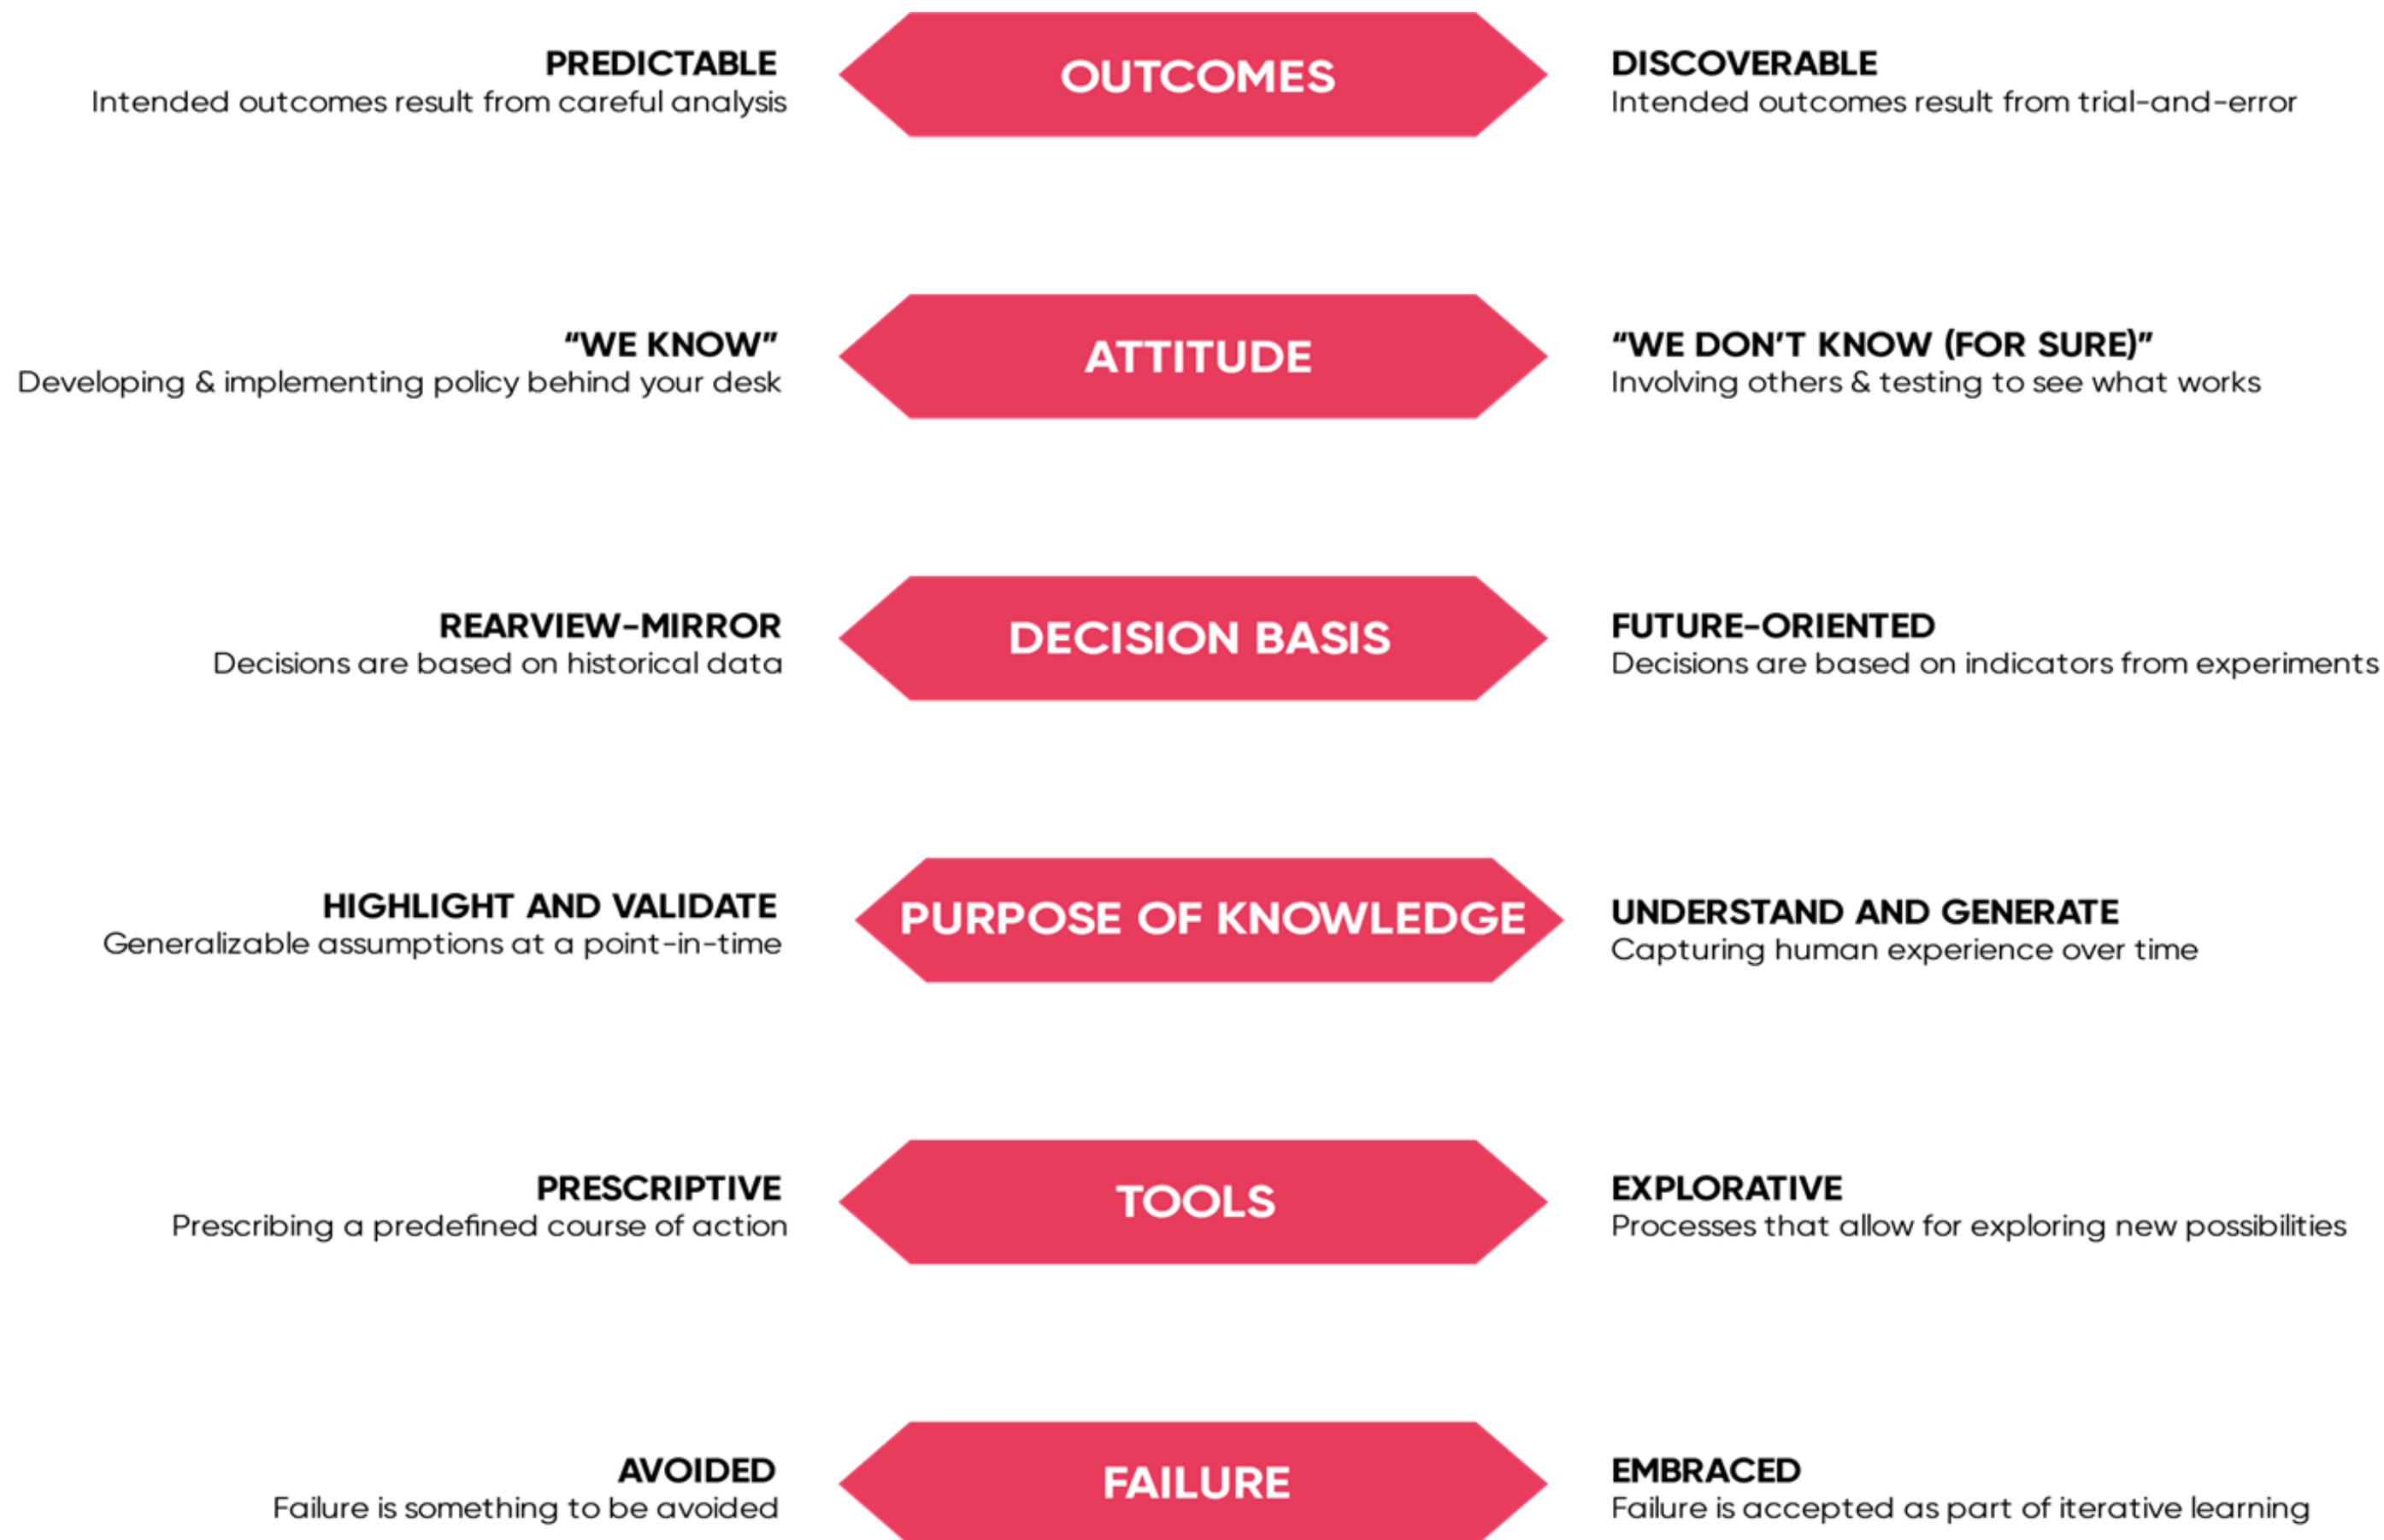 PREDICTABLE
Intended outcomes result from careful analysis
OUTCOMES
DISCOVERABLE
Intended outcomes result from trial-and-error
“WE KNOW”
Developing & implementing policy behind your desk
ATTITUDE
“WE DON’T KNOW (FOR SURE)”
Involving others & testing to see what works
REARVIEW-MIRROR
Decisions are based on historical data
DECISION BASIS
FUTURE-ORIENTED
Decisions are based on indicators from experiments
HIGHLIGHT AND VALIDATE
Generalizable assumptions at a point-in-time
PURPOSE OF KNOWLEDGE
UNDERSTAND AND GENERATE
Capturing human experience over time
PRESCRIPTIVE
Prescribing a predefined course of action
TOOLS
EXPLORATIVE
Processes that allow for exploring new possibilities
AVOIDED
Failure is something to be avoided
FAILURE
EMBRACED
Failure is accepted as part of iterative learning